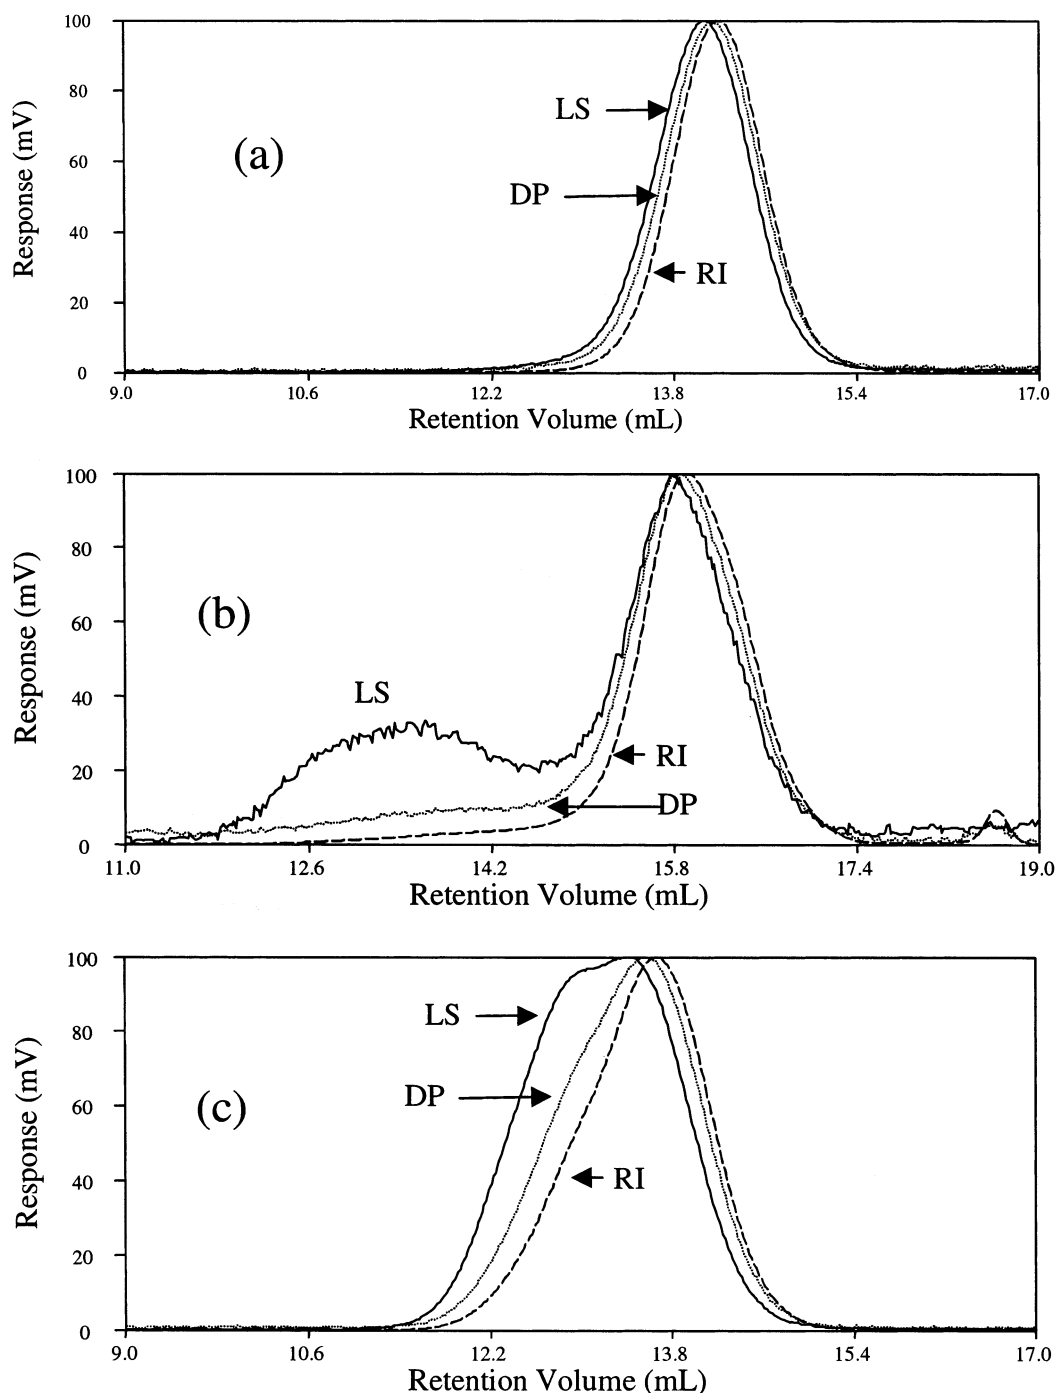 100
80
60
40
20
0
Response (mV)
(a)
LS
DP
RI
9.0 10.6 12.2 13.8 15.4 17.0
Retention Volume (mL)
100
80
60
40
20
0
Response (mV)
(b)
LS
RI
DP
11.0 12.6 14.2 15.8 17.4 19.0
Retention Volume (mL)
100
80
60
40
20
0
Response (mV)
(c)
LS
DP
RI
9.0 10.6 12.2 13.8 15.4 17.0
Retention Volume (mL)